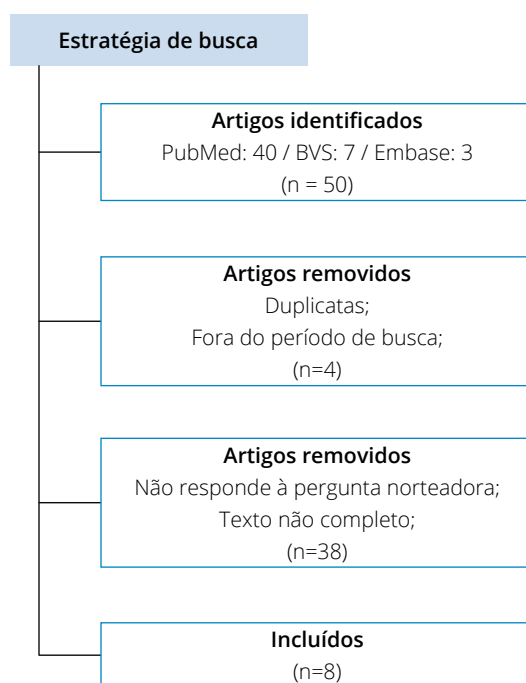 Estratégia de busca
Artigos identificados
PubMed: 40 / BVS: 7 / Embase: 3
(n = 50)
Artigos removidos
Duplicatas;
Fora do período de busca;
(n=4)
Artigos removidos
Não responde à pergunta norteadora;
Texto não completo;
(n=38)
Incluídos
(n=8)